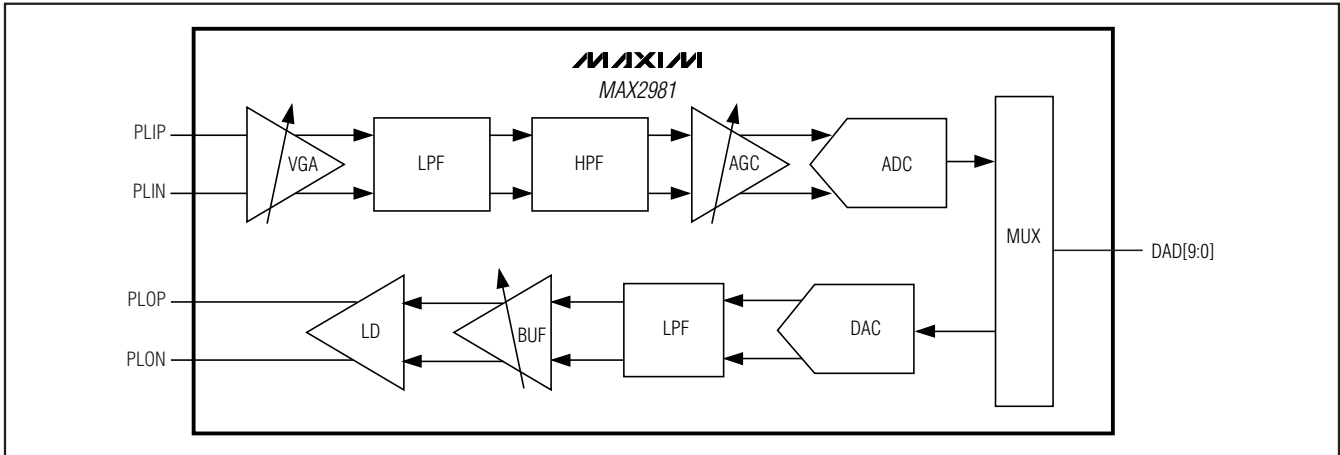 MAXIM
MAX2981
PLIP
PLIN
VGA
LPF
HPF
AGC
ADC
MUX
DAD[9:0]
PLOP
PLON
LD
BUF
LPF
DAC